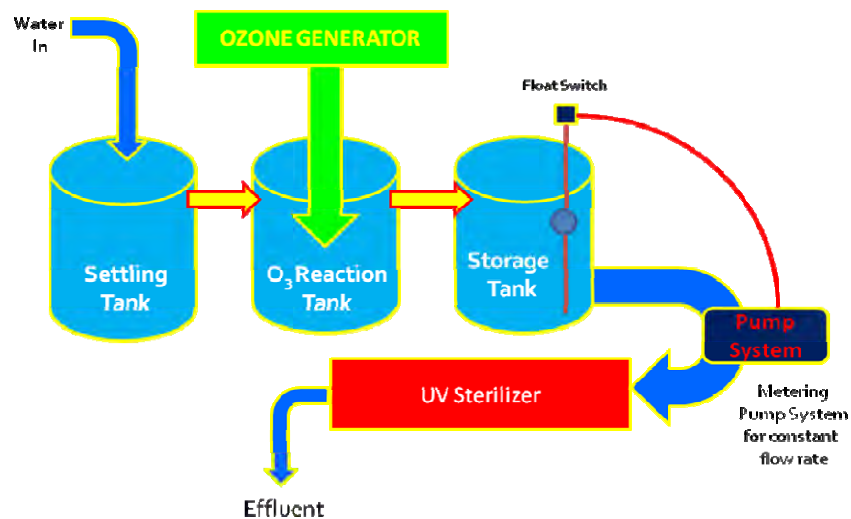 Water
In
OZONE GENERATOR
Float Switch
Settling
Tank
O₃ Reaction
Tank
Storage
Tank
Pump
System
UV Sterilizer
Metering
Pump System
for constant
flow rate
Effluent